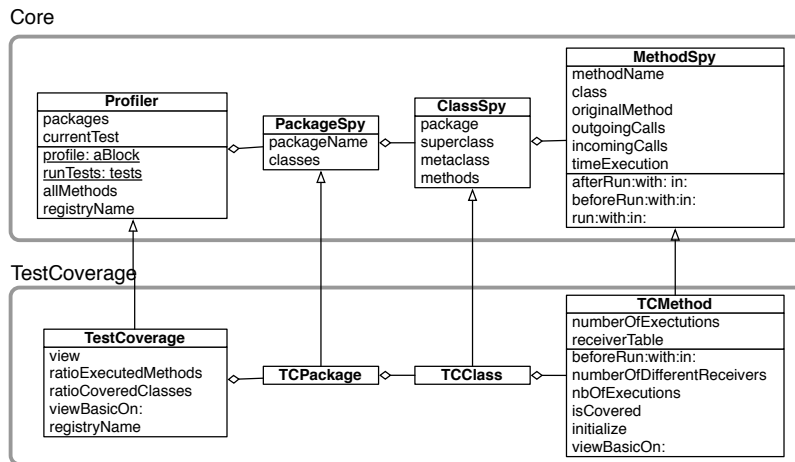 Core
Profiler
packages
currentTest
profile: aBlock
runTests: tests
allMethods
registryName
PackageSpy
packageName
classes
ClassSpy
package
superclass
metaclass
methods
MethodSpy
methodName
class
originalMethod
outgoingCalls
incomingCalls
timeExecution
afterRun:with: in:
beforeRun:with:in:
run:with:in:
TestCoverage
TestCoverage
view
ratioExecutedMethods
ratioCoveredClasses
viewBasicOn:
registryName
TCPackage
TCClass
TCMethod
numberOfExectutions
receiverTable
beforeRun:with:in:
numberOfDifferentReceivers
nbOfExecutions
isCovered
initialize
viewBasicOn: